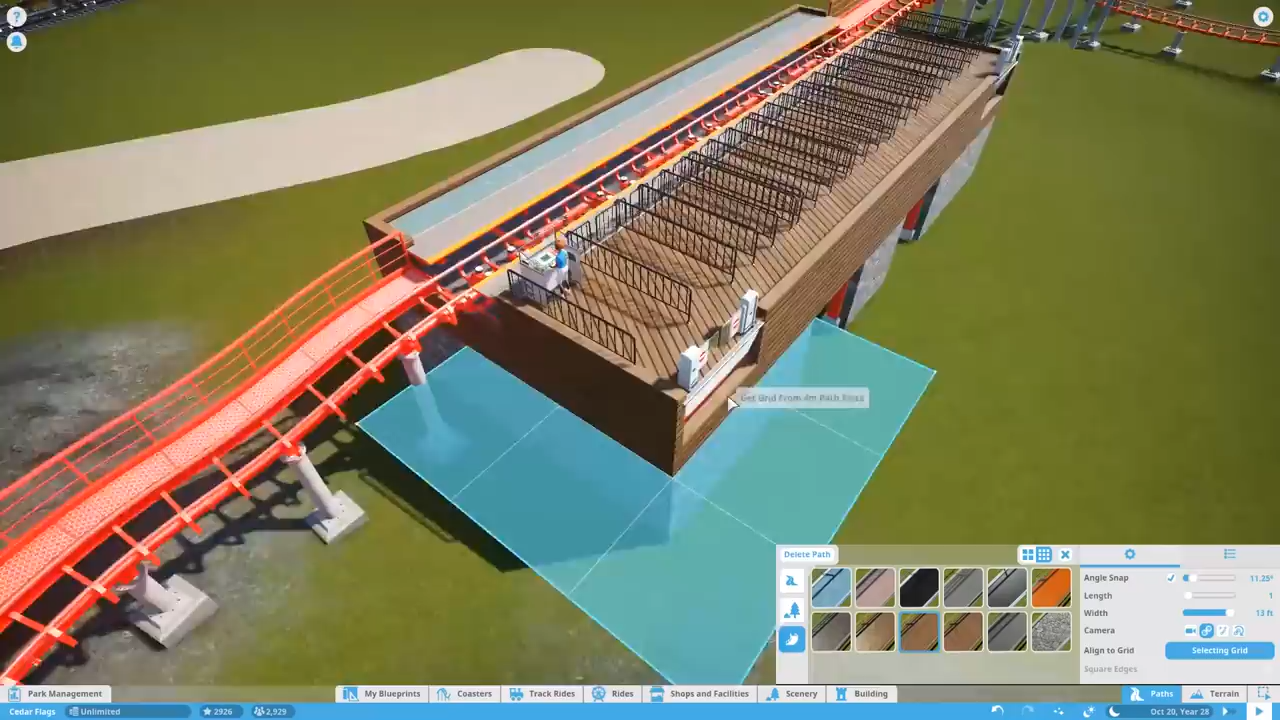 Get Grid From 4m Path Base
Delete Path
Angle Snap 11.25°
Length 1
Width 13 ft
Camera
Align to Grid Selecting Grid
Square Edges
Park Management My Blueprints Coasters Track Rides Rides Shops and Facilities Scenery Building Paths Terrain
Cedar Flags Unlimited 2926 2,929 Oct 20, Year 28